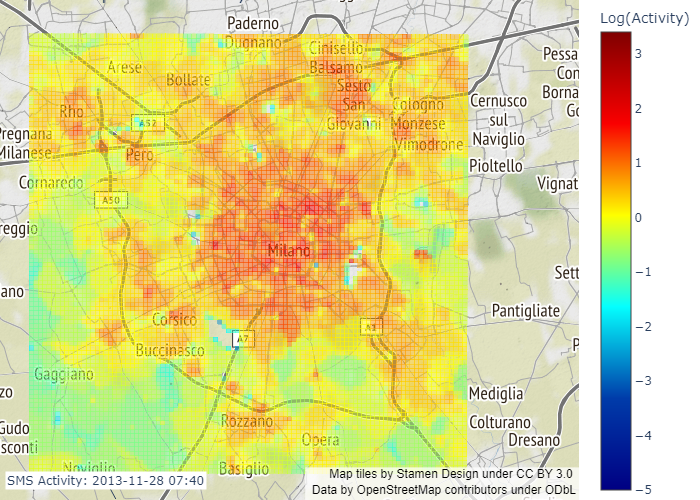 Log(Activity)
Paderno
Dugnano
Cinisello
Balsamo
Arese
Bollate
Sesto
San
Giovanni
Cologno
Monzese
Vimodrone
Pessa
Con
Borna
Go
Cernusco
sul
Naviglio
Rho
A52
Pregnana
Milanese
Pero
Pioltello
Cornaredo
Vignat
A50
reggio
Milano
Sett
ano
Pantigliate
Corsico
A1
A7
Buccinasco
P
Gaggiano
zo
Mediglia
Rozzano
Colturano
Gudo
sconti
Opera
Dresano
Noviglio
Basiglio
3
2
1
0
−1
−2
−3
−4
−5
SMS Activity: 2013-11-28 07:40
Map tiles by Stamen Design under CC BY 3.0
Data by OpenStreetMap contributors under ODbL